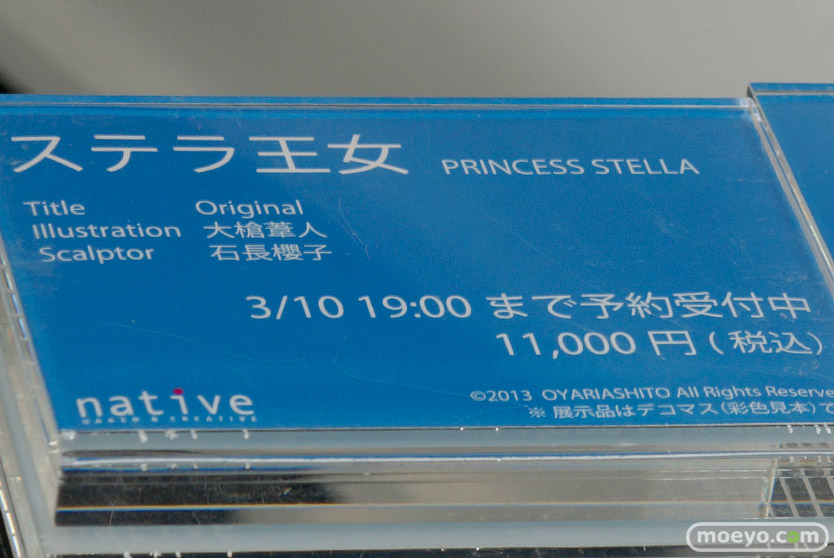 ステラ王女 PRINCESS STELLA
Title Original
Illustration 大槍葦人
Scalptor 石長櫻子
3/10 19:00 まで予約受付中
11,000 円 ( 税込)
native
NAKED & CREATIVE
©2013 OYARIASHITO All Rights Reserve
※ 展示品はデコマス(彩色見本)で
moeyo.com